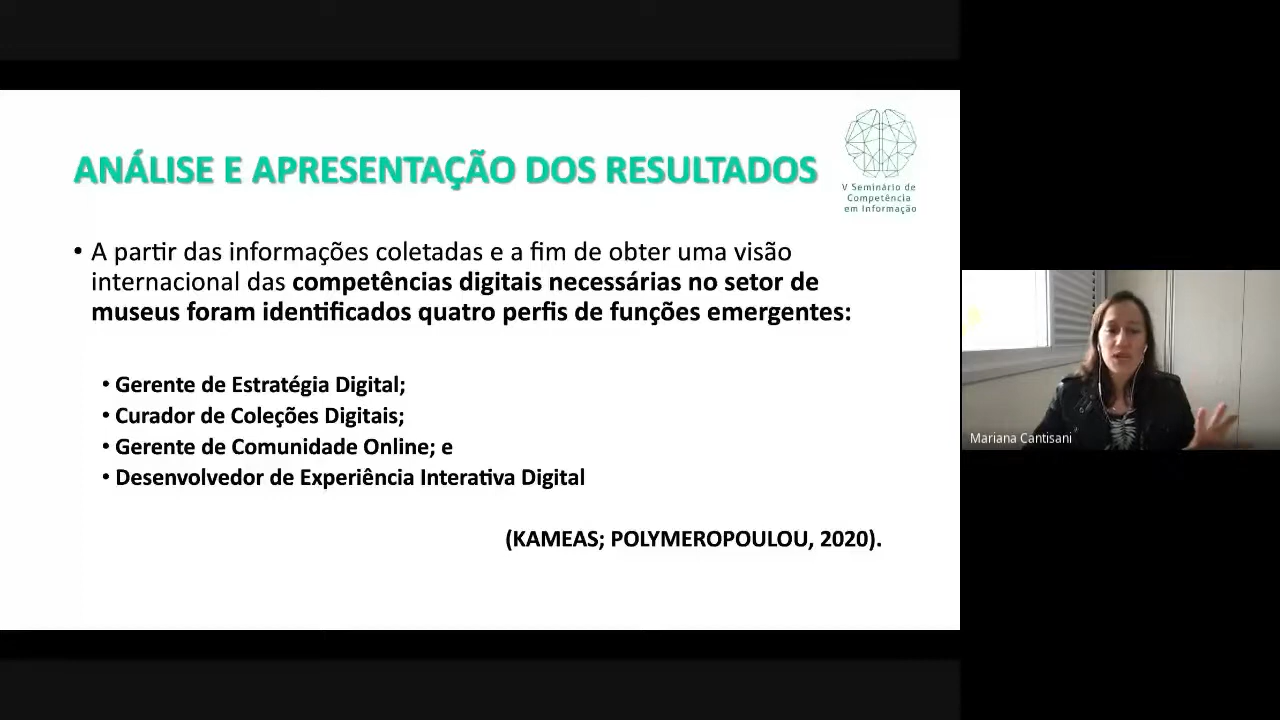 ANÁLISE E APRESENTAÇÃO DOS RESULTADOS
V Seminário de
Competência
em Informação
• A partir das informações coletadas e a fim de obter uma visão
internacional das competências digitais necessárias no setor de
museus foram identificados quatro perfis de funções emergentes:
• Gerente de Estratégia Digital;
• Curador de Coleções Digitais;
• Gerente de Comunidade Online; e
• Desenvolvedor de Experiência Interativa Digital
(KAMEAS; POLYMEROPOULOU, 2020).
Mariana Cantisani